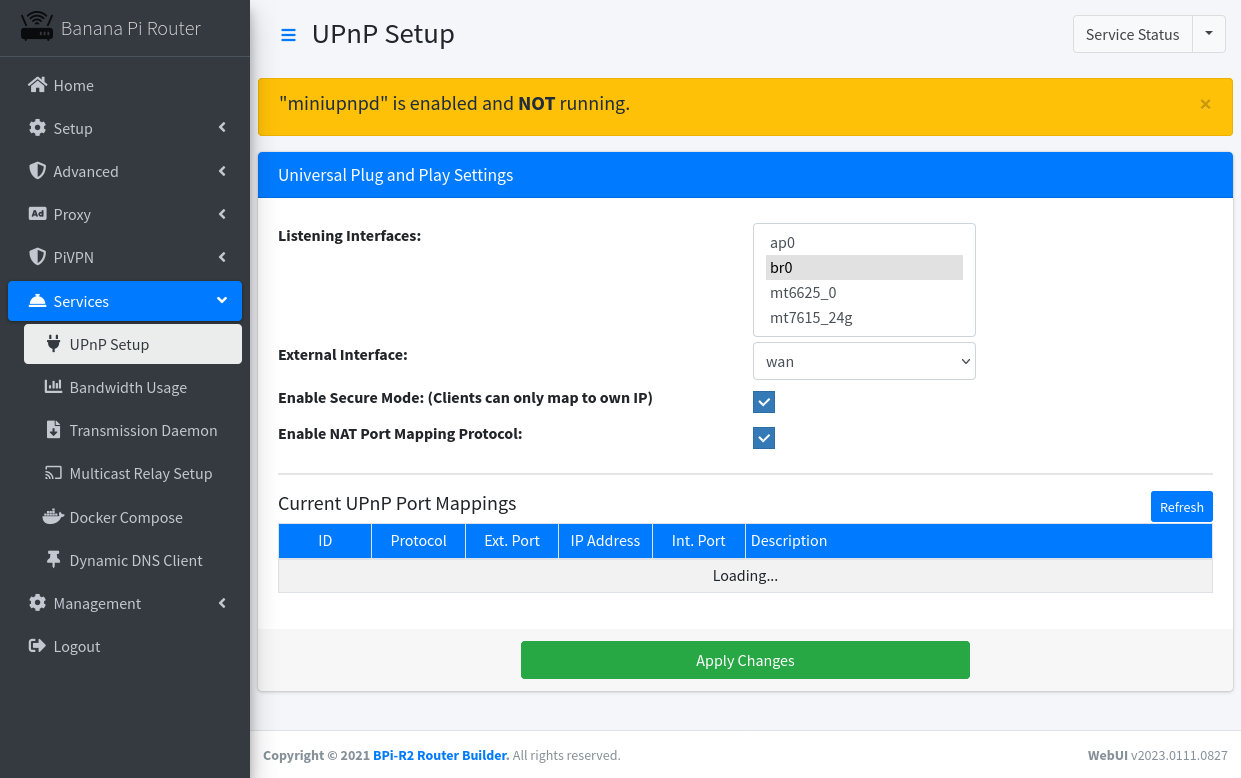 Banana Pi Router
UPnP Setup
Service Status
Home
Setup
Advanced
Ad Proxy
PiVPN
Services
UPnP Setup
Bandwidth Usage
Transmission Daemon
Multicast Relay Setup
Docker Compose
Dynamic DNS Client
Management
Logout
"miniupnpd" is enabled and NOT running. ×
Universal Plug and Play Settings
Listening Interfaces:
ap0
br0
mt6625_0
mt7615_24g
External Interface: wan
Enable Secure Mode: (Clients can only map to own IP)
Enable NAT Port Mapping Protocol:
Current UPnP Port Mappings
Refresh
ID Protocol Ext. Port IP Address Int. Port Description
Loading...
Apply Changes
Copyright © 2021 BPi-R2 Router Builder. All rights reserved.
WebUI v2023.0111.0827